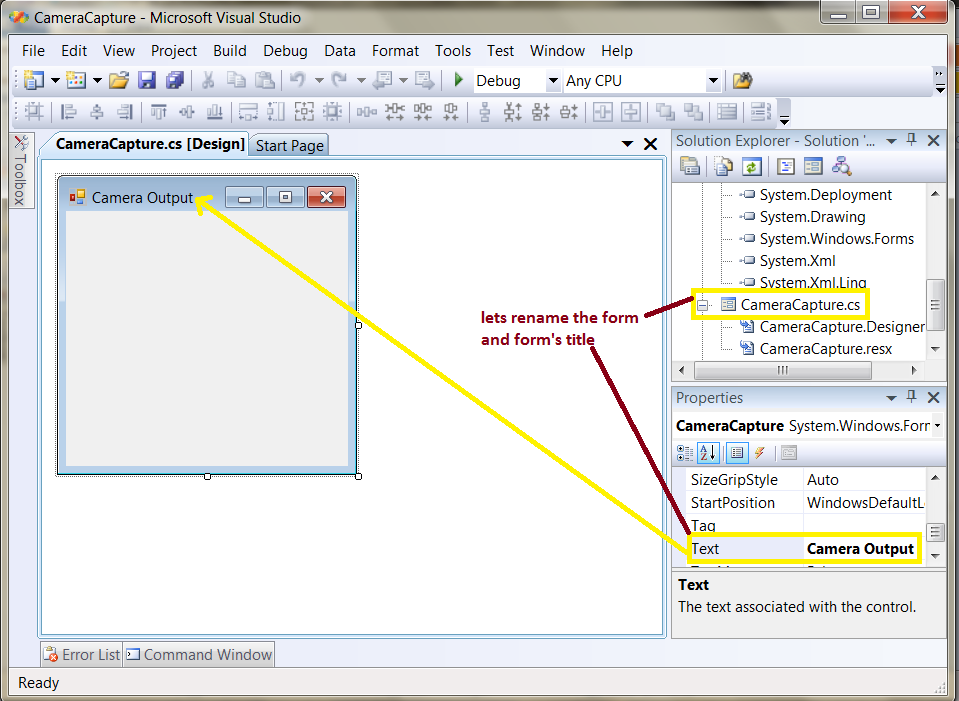 CameraCapture - Microsoft Visual Studio
File Edit View Project Build Debug Data Format Tools Test Window Help
Debug Any CPU
Toolbox
CameraCapture.cs [Design] Start Page
Camera Output
lets rename the form
and form's title
Solution Explorer - Solution '...
System.Deployment
System.Drawing
System.Windows.Forms
System.Xml
System.Xml.Linq
CameraCapture.cs
CameraCapture.Designer
CameraCapture.resx
Properties
CameraCapture System.Windows.Forr
SizeGripStyle Auto
StartPosition WindowsDefaultL
Tag
Text Camera Output
Text
The text associated with the control.
Error List Command Window
Ready